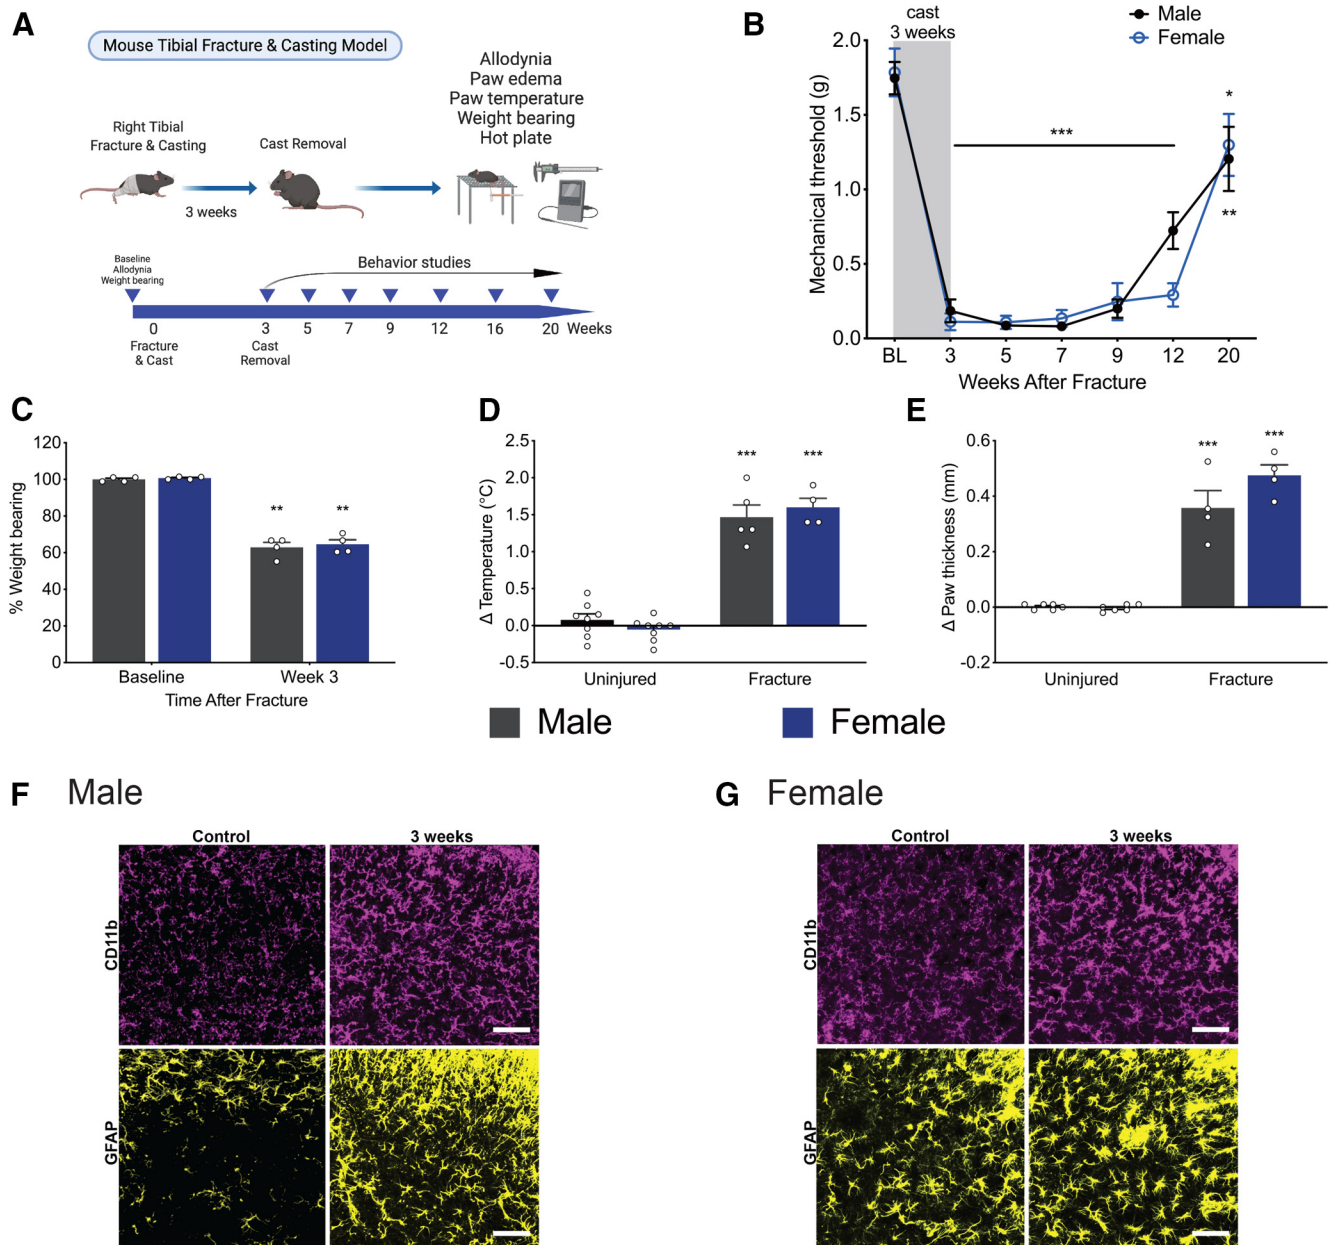 A
Mouse Tibial Fracture & Casting Model
Right Tibial
Fracture & Casting
3 weeks
Cast Removal
Allodynia
Paw edema
Paw temperature
Weight bearing
Hot plate
Baseline
Allodynia
Weight bearing
Behavior studies
0 3 5 7 9 12 16 20 Weeks
Fracture
& Cast
Cast
Removal
B
cast
3 weeks
Male
Female
Mechanical threshold (g)
2.0
1.5
1.0
0.5
0.0
***
*
**
BL 3 5 7 9 12 20
Weeks After Fracture
C
% Weight bearing
120
100
80
60
40
20
0
** **
Baseline Week 3
Time After Fracture
D
Δ Temperature (°C)
2.5
2.0
1.5
1.0
0.5
0.0
-0.5
*** ***
Uninjured Fracture
E
Δ Paw thickness (mm)
0.6
0.4
0.2
0.0
-0.2
*** ***
Uninjured Fracture
Male Female
F Male
Control 3 weeks
CD11b
GFAP
G Female
Control 3 weeks
CD11b
GFAP